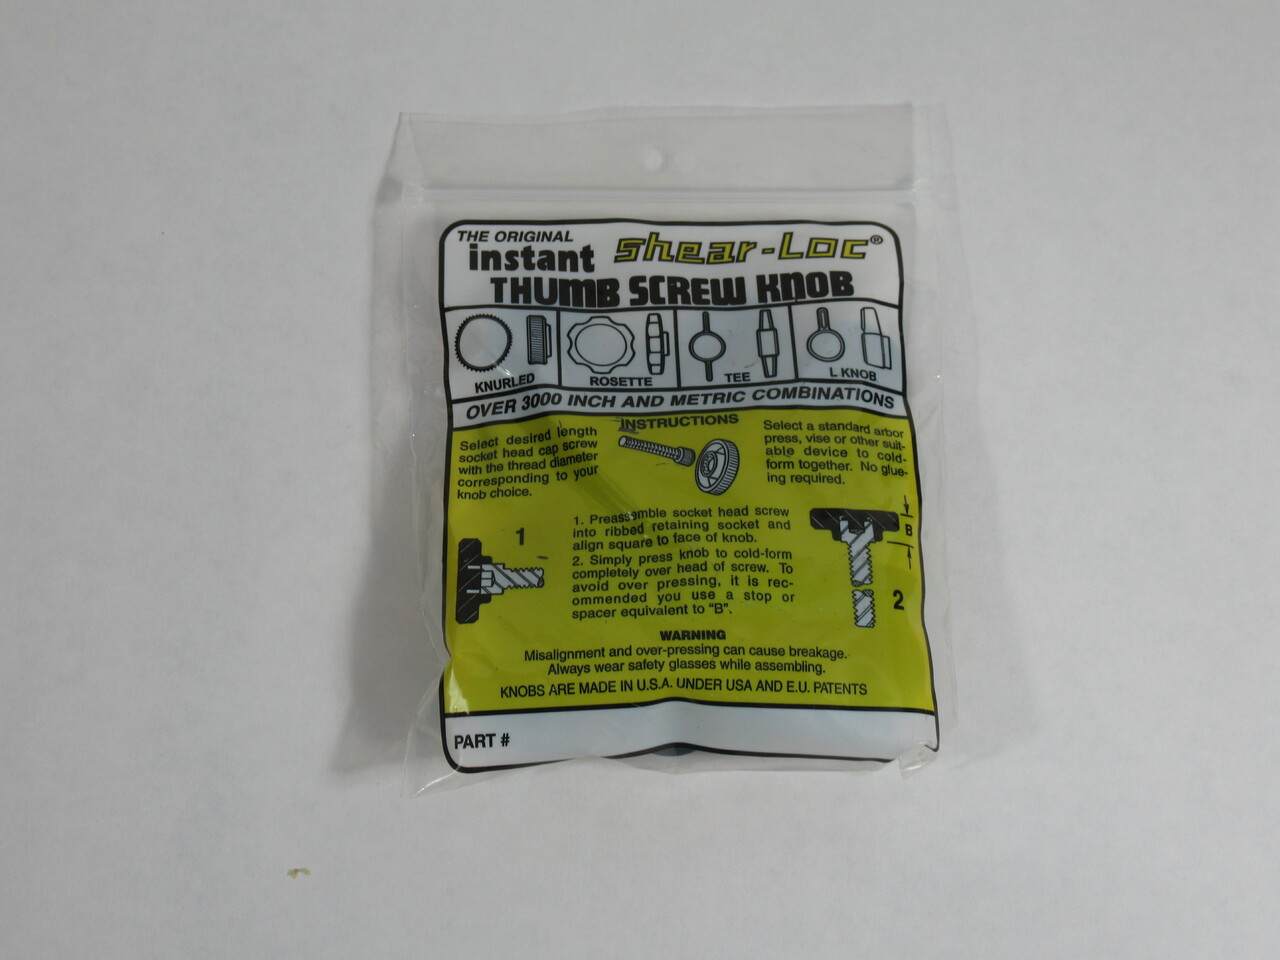 THE ORIGINAL
instant shear-Loc®
THUMB SCREW KNOB
KNURLED
ROSETTE
TEE
L KNOB
OVER 3000 INCH AND METRIC COMBINATIONS
INSTRUCTIONS
Select desired length
socket head cap screw
with the thread diameter
corresponding to your
knob choice.
Select a standard arbor
press, vise or other suit-
able device to cold-
form together. No glue-
ing required.
1
1. Preassemble socket head screw
into ribbed retaining socket and
align square to face of knob.
2. Simply press knob to cold-form
completely over head of screw. To
avoid over pressing, it is rec-
ommended you use a stop or
spacer equivalent to "B".
B
2
WARNING
Misalignment and over-pressing can cause breakage.
Always wear safety glasses while assembling.
KNOBS ARE MADE IN U.S.A. UNDER USA AND E.U. PATENTS
PART #